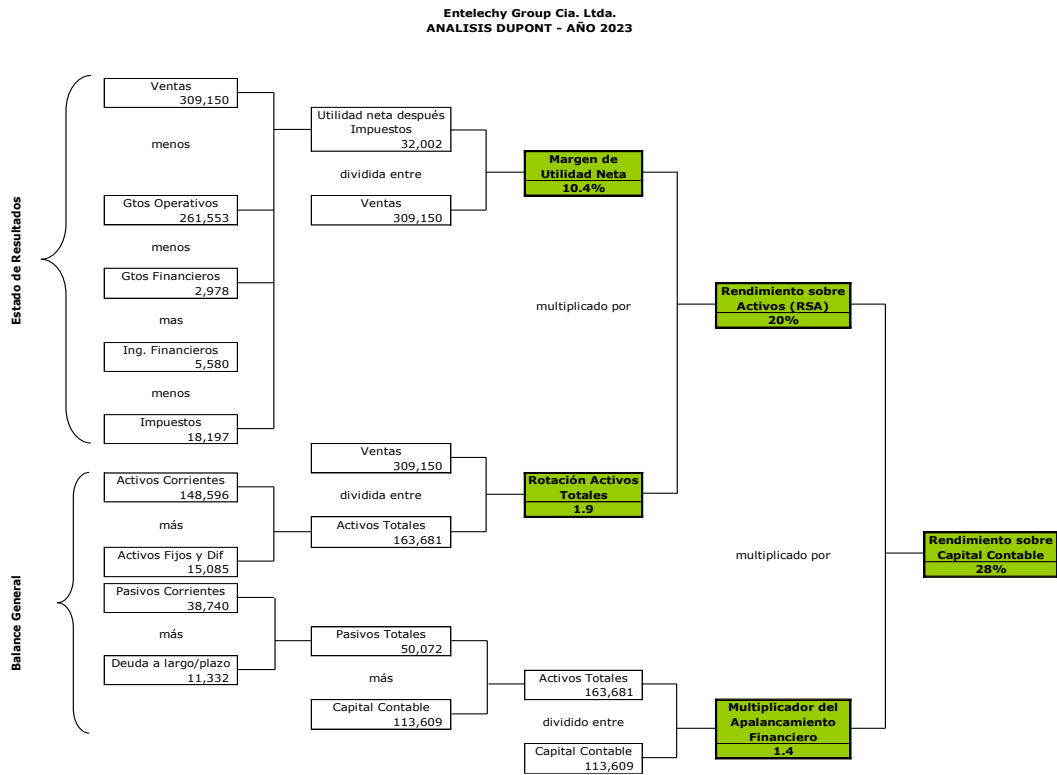 Entelechy Group Cia. Ltda.
ANALISIS DUPONT - AÑO 2023
Estado de Resultados
Ventas
309,150
menos
Gtos Operativos
261,553
menos
Gtos Financieros
2,978
mas
Ing. Financieros
5,580
menos
Impuestos
18,197
Utilidad neta después
Impuestos
32,002
dividida entre
Ventas
309,150
Margen de
Utilidad Neta
10.4%
multiplicado por
Rendimiento sobre
Activos (RSA)
20%
Balance General
Activos Corrientes
148,596
más
Activos Fijos y Dif
15,085
Pasivos Corrientes
38,740
más
Deuda a largo/plazo
11,332
Ventas
309,150
dividida entre
Activos Totales
163,681
Rotación Activos
Totales
1.9
Pasivos Totales
50,072
más
Capital Contable
113,609
Activos Totales
163,681
dividido entre
Capital Contable
113,609
multiplicado por
Multiplicador del
Apalancamiento
Financiero
1.4
Rendimiento sobre
Capital Contable
28%